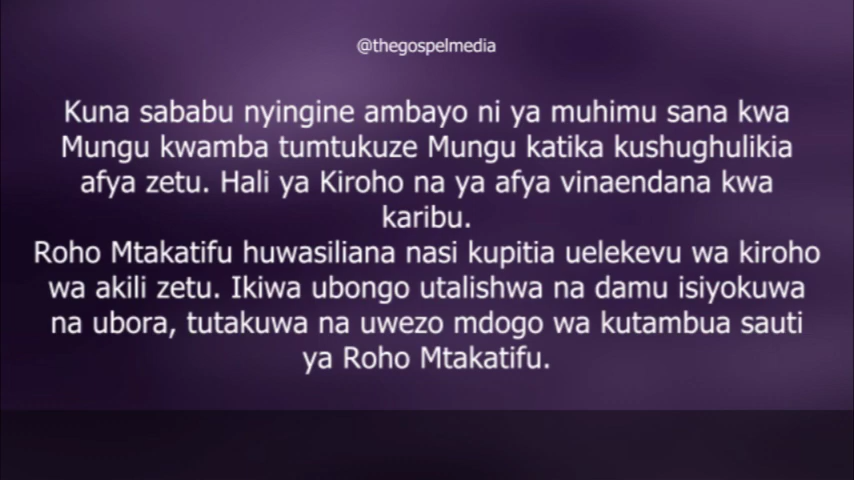 @thegospelmedia
Kuna sababu nyingine ambayo ni ya muhimu sana kwa
Mungu kwamba tumtukuze Mungu katika kushughulikia
afya zetu. Hali ya Kiroho na ya afya vinaendana kwa
karibu.
Roho Mtakatifu huwasiliana nasi kupitia uelekevu wa kiroho
wa akili zetu. Ikiwa ubongo utalishwa na damu isiyokuwa
na ubora, tutakuwa na uwezo mdogo wa kutambua sauti
ya Roho Mtakatifu.